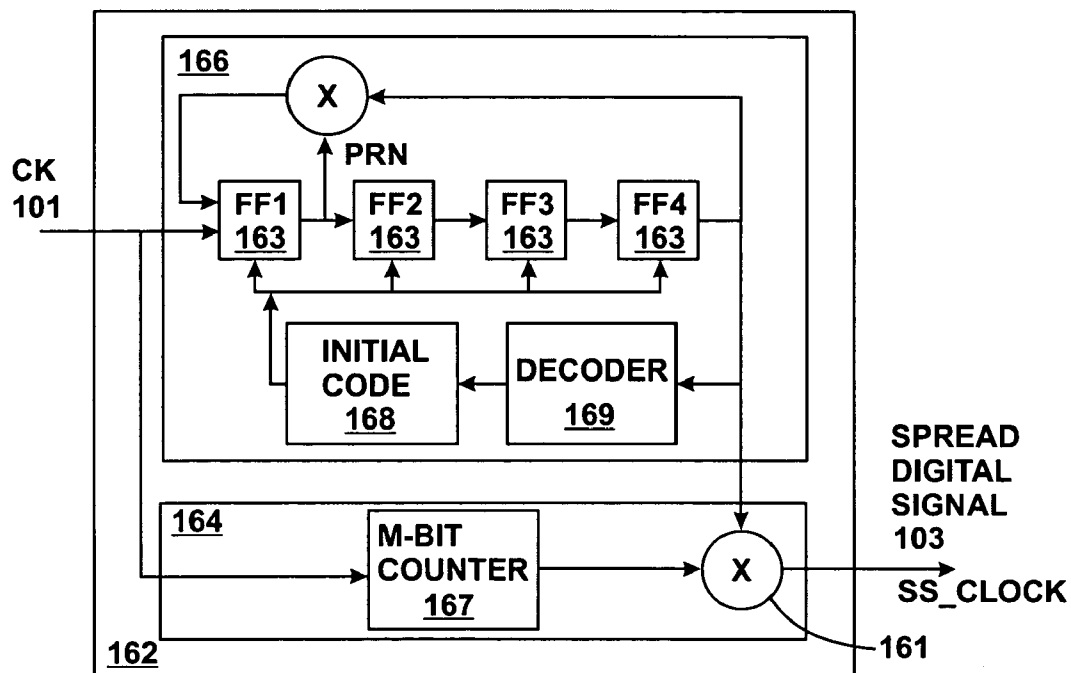 166
X
CK
101
PRN
FF1
163
FF2
163
FF3
163
FF4
163
INITIAL
CODE
168
DECODER
169
SPREAD
DIGITAL
SIGNAL
103
SS_CLOCK
164
M-BIT
COUNTER
167
X
161
162